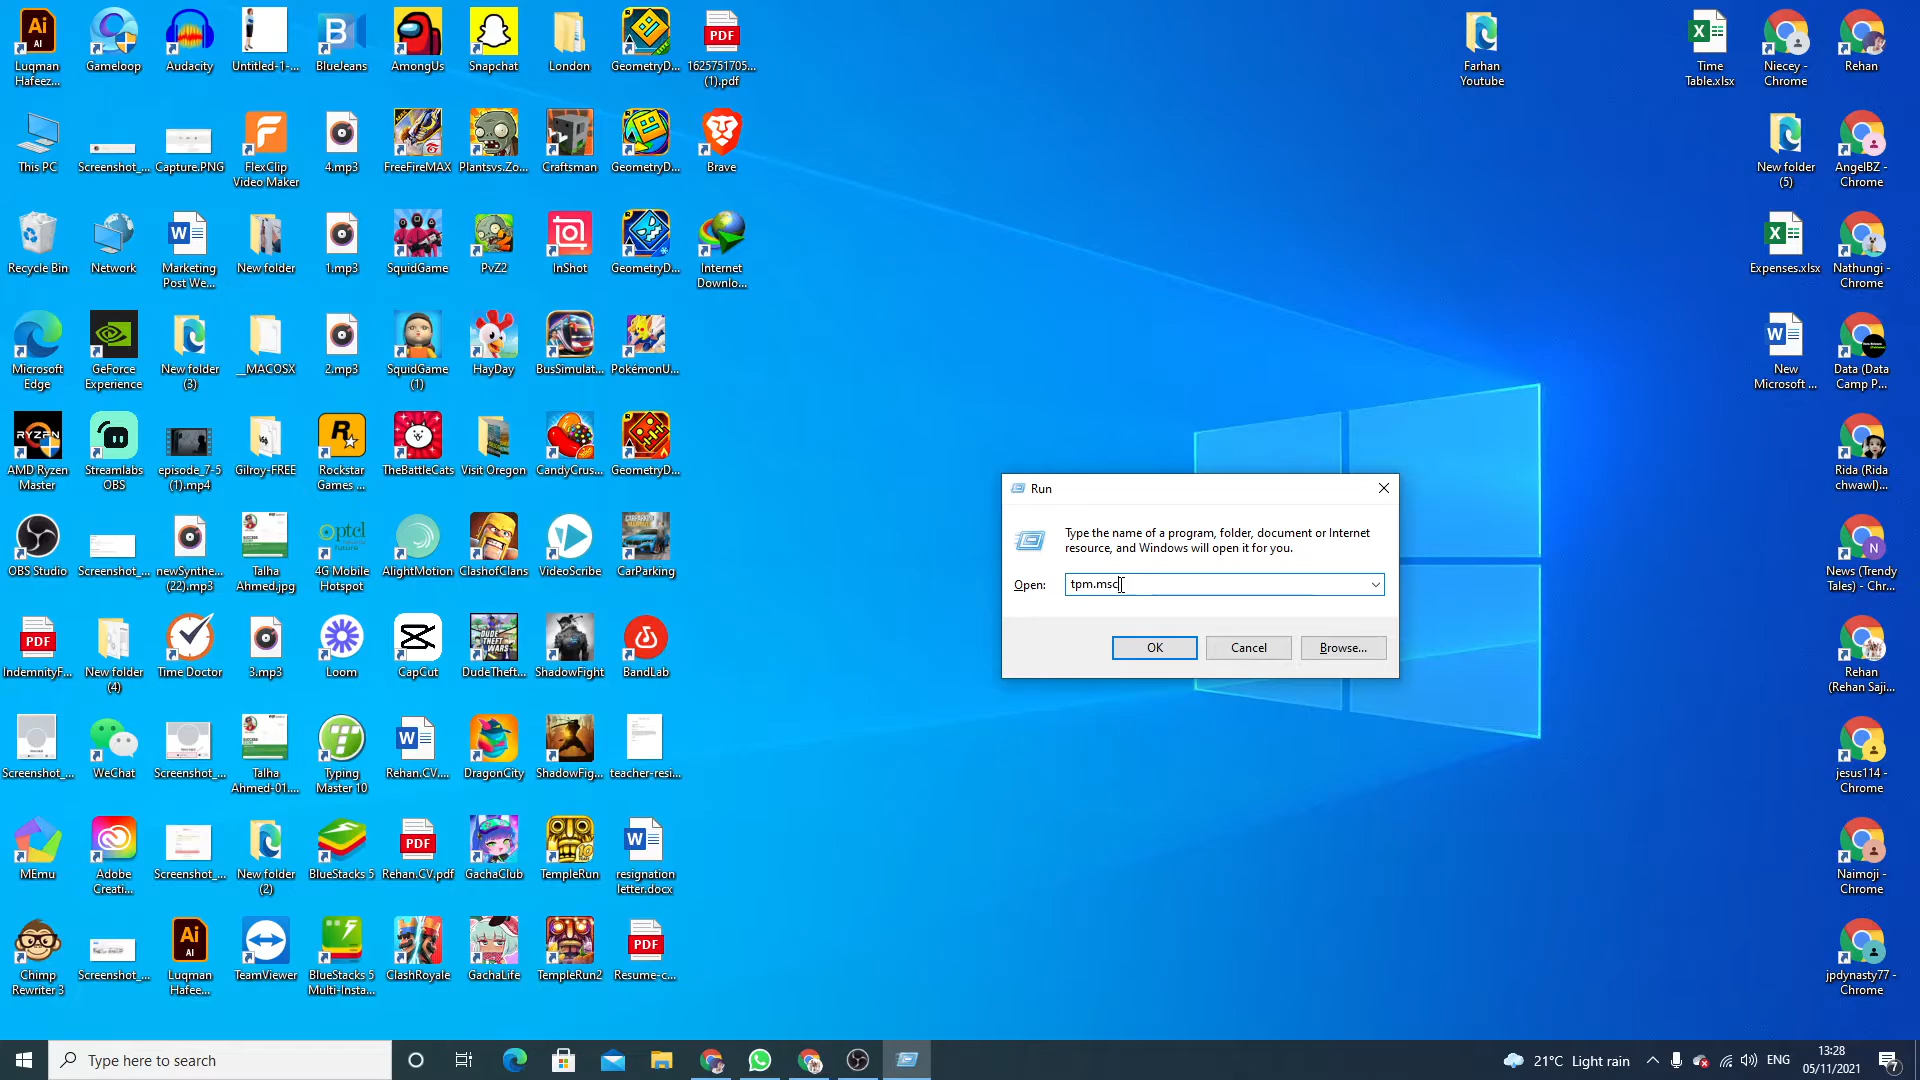 Luqman
Hafeez...
Gameloop
Audacity
Untitled-1-...
BlueJeans
AmongUs
Snapchat
London
GeometryD...
1625751705...
(1).pdf
Farhan
Youtube
Time
Table.xlsx
Niecey -
Chrome
Rehan
This PC
Screenshot_...
Capture.PNG
FlexClip
Video Maker
4.mp3
FreeFireMAX
Plantsvs.Zo...
Craftsman
GeometryD...
Brave
New folder
(5)
AngelBZ -
Chrome
Recycle Bin
Network
Marketing
Post We...
New folder
1.mp3
SquidGame
PvZ2
InShot
GeometryD...
Internet
Downlo...
Expenses.xlsx
Nathungi -
Chrome
Microsoft
Edge
GeForce
Experience
New folder
(3)
__MACOSX
2.mp3
SquidGame
(1)
HayDay
BusSimulat...
PokémonU...
New
Microsoft ...
Data (Data
Camp P...
AMD Ryzen
Master
Streamlabs
OBS
episode_7-5
(1).mp4
Gilroy-FREE
Rockstar
Games ...
TheBattleCats
Visit Oregon
CandyCrus...
GeometryD...
Rida (Rida
chwawl)...
OBS Studio
Screenshot_...
newSynthe...
(22).mp3
Talha
Ahmed.jpg
4G Mobile
Hotspot
AlightMotion
ClashofClans
VideoScribe
CarParking
News (Trendy
Tales) - Chr...
IndemnityF...
New folder
(4)
Time Doctor
3.mp3
Loom
CapCut
DudeTheft...
ShadowFight
BandLab
Rehan
(Rehan Saji...
Screenshot_...
WeChat
Screenshot_...
Talha
Ahmed-01....
Typing
Master 10
Rehan.CV....
DragonCity
ShadowFig...
teacher-resi...
jesus114 -
Chrome
MEmu
Adobe
Creati...
Screenshot_...
New folder
(2)
BlueStacks 5
Rehan.CV.pdf
GachaClub
TempleRun
resignation
letter.docx
Naimoji -
Chrome
Chimp
Rewriter 3
Screenshot_...
Luqman
Hafee...
TeamViewer
BlueStacks 5
Multi-Insta...
ClashRoyale
GachaLife
TempleRun2
Resume-c...
jpdynasty77 -
Chrome
Run
Type the name of a program, folder, document or Internet
resource, and Windows will open it for you.
Open:
tpm.msc
OK
Cancel
Browse...
Type here to search
21°C Light rain
ENG
13:28
05/11/2021
7